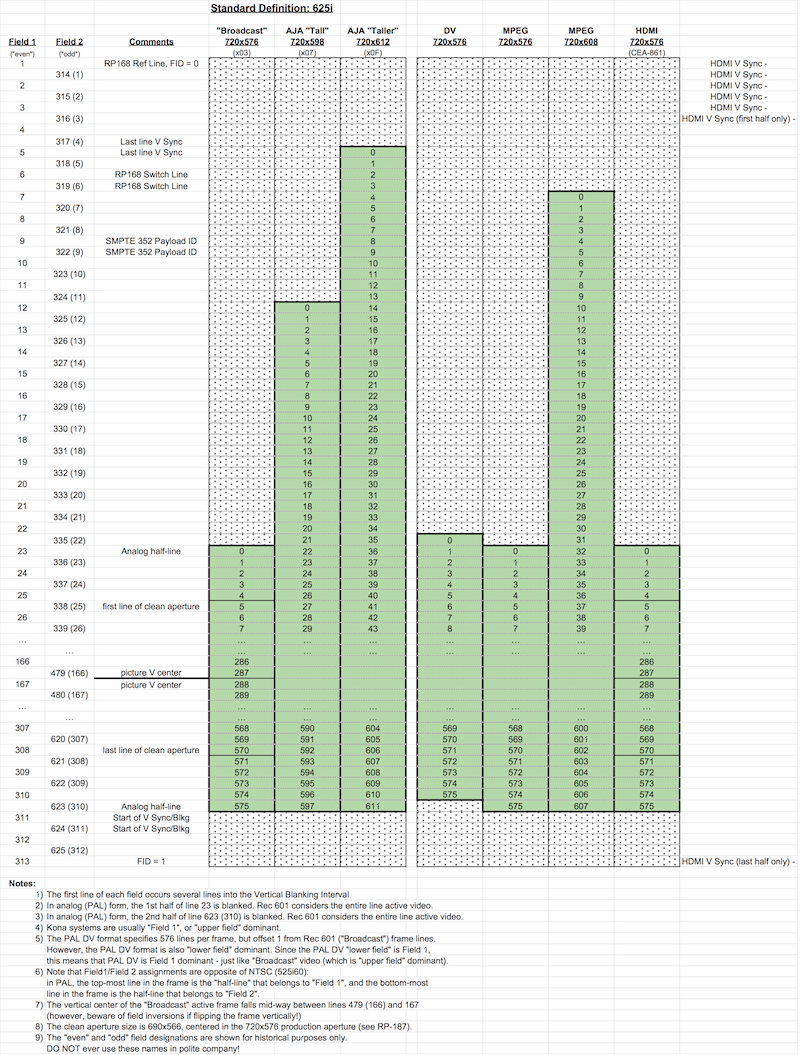 Standard Definition: 625i
"Broadcast" AJA "Tall" AJA "Taller" DV MPEG MPEG HDMI
Field 1 Field 2 Comments 720x576 720x598 720x612 720x576 720x576 720x608 720x576
("even") ("odd") (x03) (x07) (x0F) (CEA-861)
1 RP168 Ref Line, FID = 0 HDMI V Sync -
314 (1) HDMI V Sync -
2 HDMI V Sync -
315 (2) HDMI V Sync -
3 HDMI V Sync -
316 (3) HDMI V Sync (first half only) -
4
317 (4) Last line V Sync
5 Last line V Sync 0
318 (5) 1
6 RP168 Switch Line 2
319 (6) RP168 Switch Line 3
7 4 0
320 (7) 5 1
8 6 2
321 (8) 7 3
9 SMPTE 352 Payload ID 8 4
322 (9) SMPTE 352 Payload ID 9 5
10 10 6
323 (10) 11 7
11 12 8
324 (11) 13 9
12 0 14 10
325 (12) 1 15 11
13 2 16 12
326 (13) 3 17 13
14 4 18 14
327 (14) 5 19 15
15 6 20 16
328 (15) 7 21 17
16 8 22 18
329 (16) 9 23 19
17 10 24 20
330 (17) 11 25 21
18 12 26 22
331 (18) 13 27 23
19 14 28 24
332 (19) 15 29 25
20 16 30 26
333 (20) 17 31 27
21 18 32 28
334 (21) 19 33 29
22 20 34 30
335 (22) 21 35 0 31
23 Analog half-line 0 22 36 1 0 32 0
336 (23) 1 23 37 2 1 33 1
24 2 24 38 3 2 34 2
337 (24) 3 25 39 4 3 35 3
25 4 26 40 5 4 36 4
338 (25) first line of clean aperture 5 27 41 6 5 37 5
26 6 28 42 7 6 38 6
339 (26) 7 29 43 8 7 39 7
... ... ... ... ... ... ... ...
...
166 286 286
479 (166) picture V center 287 287
167 picture V center 288 288
480 (167) 289 289
... ... ... ... ... ... ... ...
... ... ... ... ... ... ... ...
307 568 590 604 569 568 600 568
620 (307) 569 591 605 570 569 601 569
308 last line of clean aperture 570 592 606 571 570 602 570
621 (308) 571 593 607 572 571 603 571
309 572 594 608 573 572 604 572
622 (309) 573 595 609 574 573 605 573
310 574 596 610 575 574 606 574
623 (310) Analog half-line 575 597 611 575 607 575
311 Start of V Sync/Blkg
624 (311) Start of V Sync/Blkg
312
625 (312)
313 FID = 1 HDMI V Sync (last half only) -
Notes:
1) The first line of each field occurs several lines into the Vertical Blanking Interval
2) In analog (PAL) form, the 1st half of line 23 is blanked. Rec 601 considers the entire line active video.
3) In analog (PAL) form, the 2nd half of line 623 (310) is blanked. Rec 601 considers the entire line active video.
4) Kona systems are usually "Field 1", or "upper field" dominant.
5) The PAL DV format specifies 576 lines per frame, but offset 1 from Rec 601 ("Broadcast") frame lines.
However, the PAL DV format is also "lower field" dominant. Since the PAL DV "lower field" is Field 1,
this means that PAL DV is Field 1 dominant - just like "Broadcast" video (which is "upper field" dominant).
6) Note that Field1/Field 2 assignments are opposite of NTSC (525i60):
in PAL, the top-most line in the frame is the "half-line" that belongs to "Field 1", and the bottom-most
line in the frame is the half-line that belongs to "Field 2".
7) The vertical center of the "Broadcast" active frame falls mid-way between lines 479 (166) and 167
(however, beware of field inversions if flipping the frame vertically!)
8) The clean aperture size is 690x566, centered in the 720x576 production aperture (see RP-187).
9) The "even" and "odd" field designations are shown for historical purposes only.
DO NOT ever use these names in polite company!